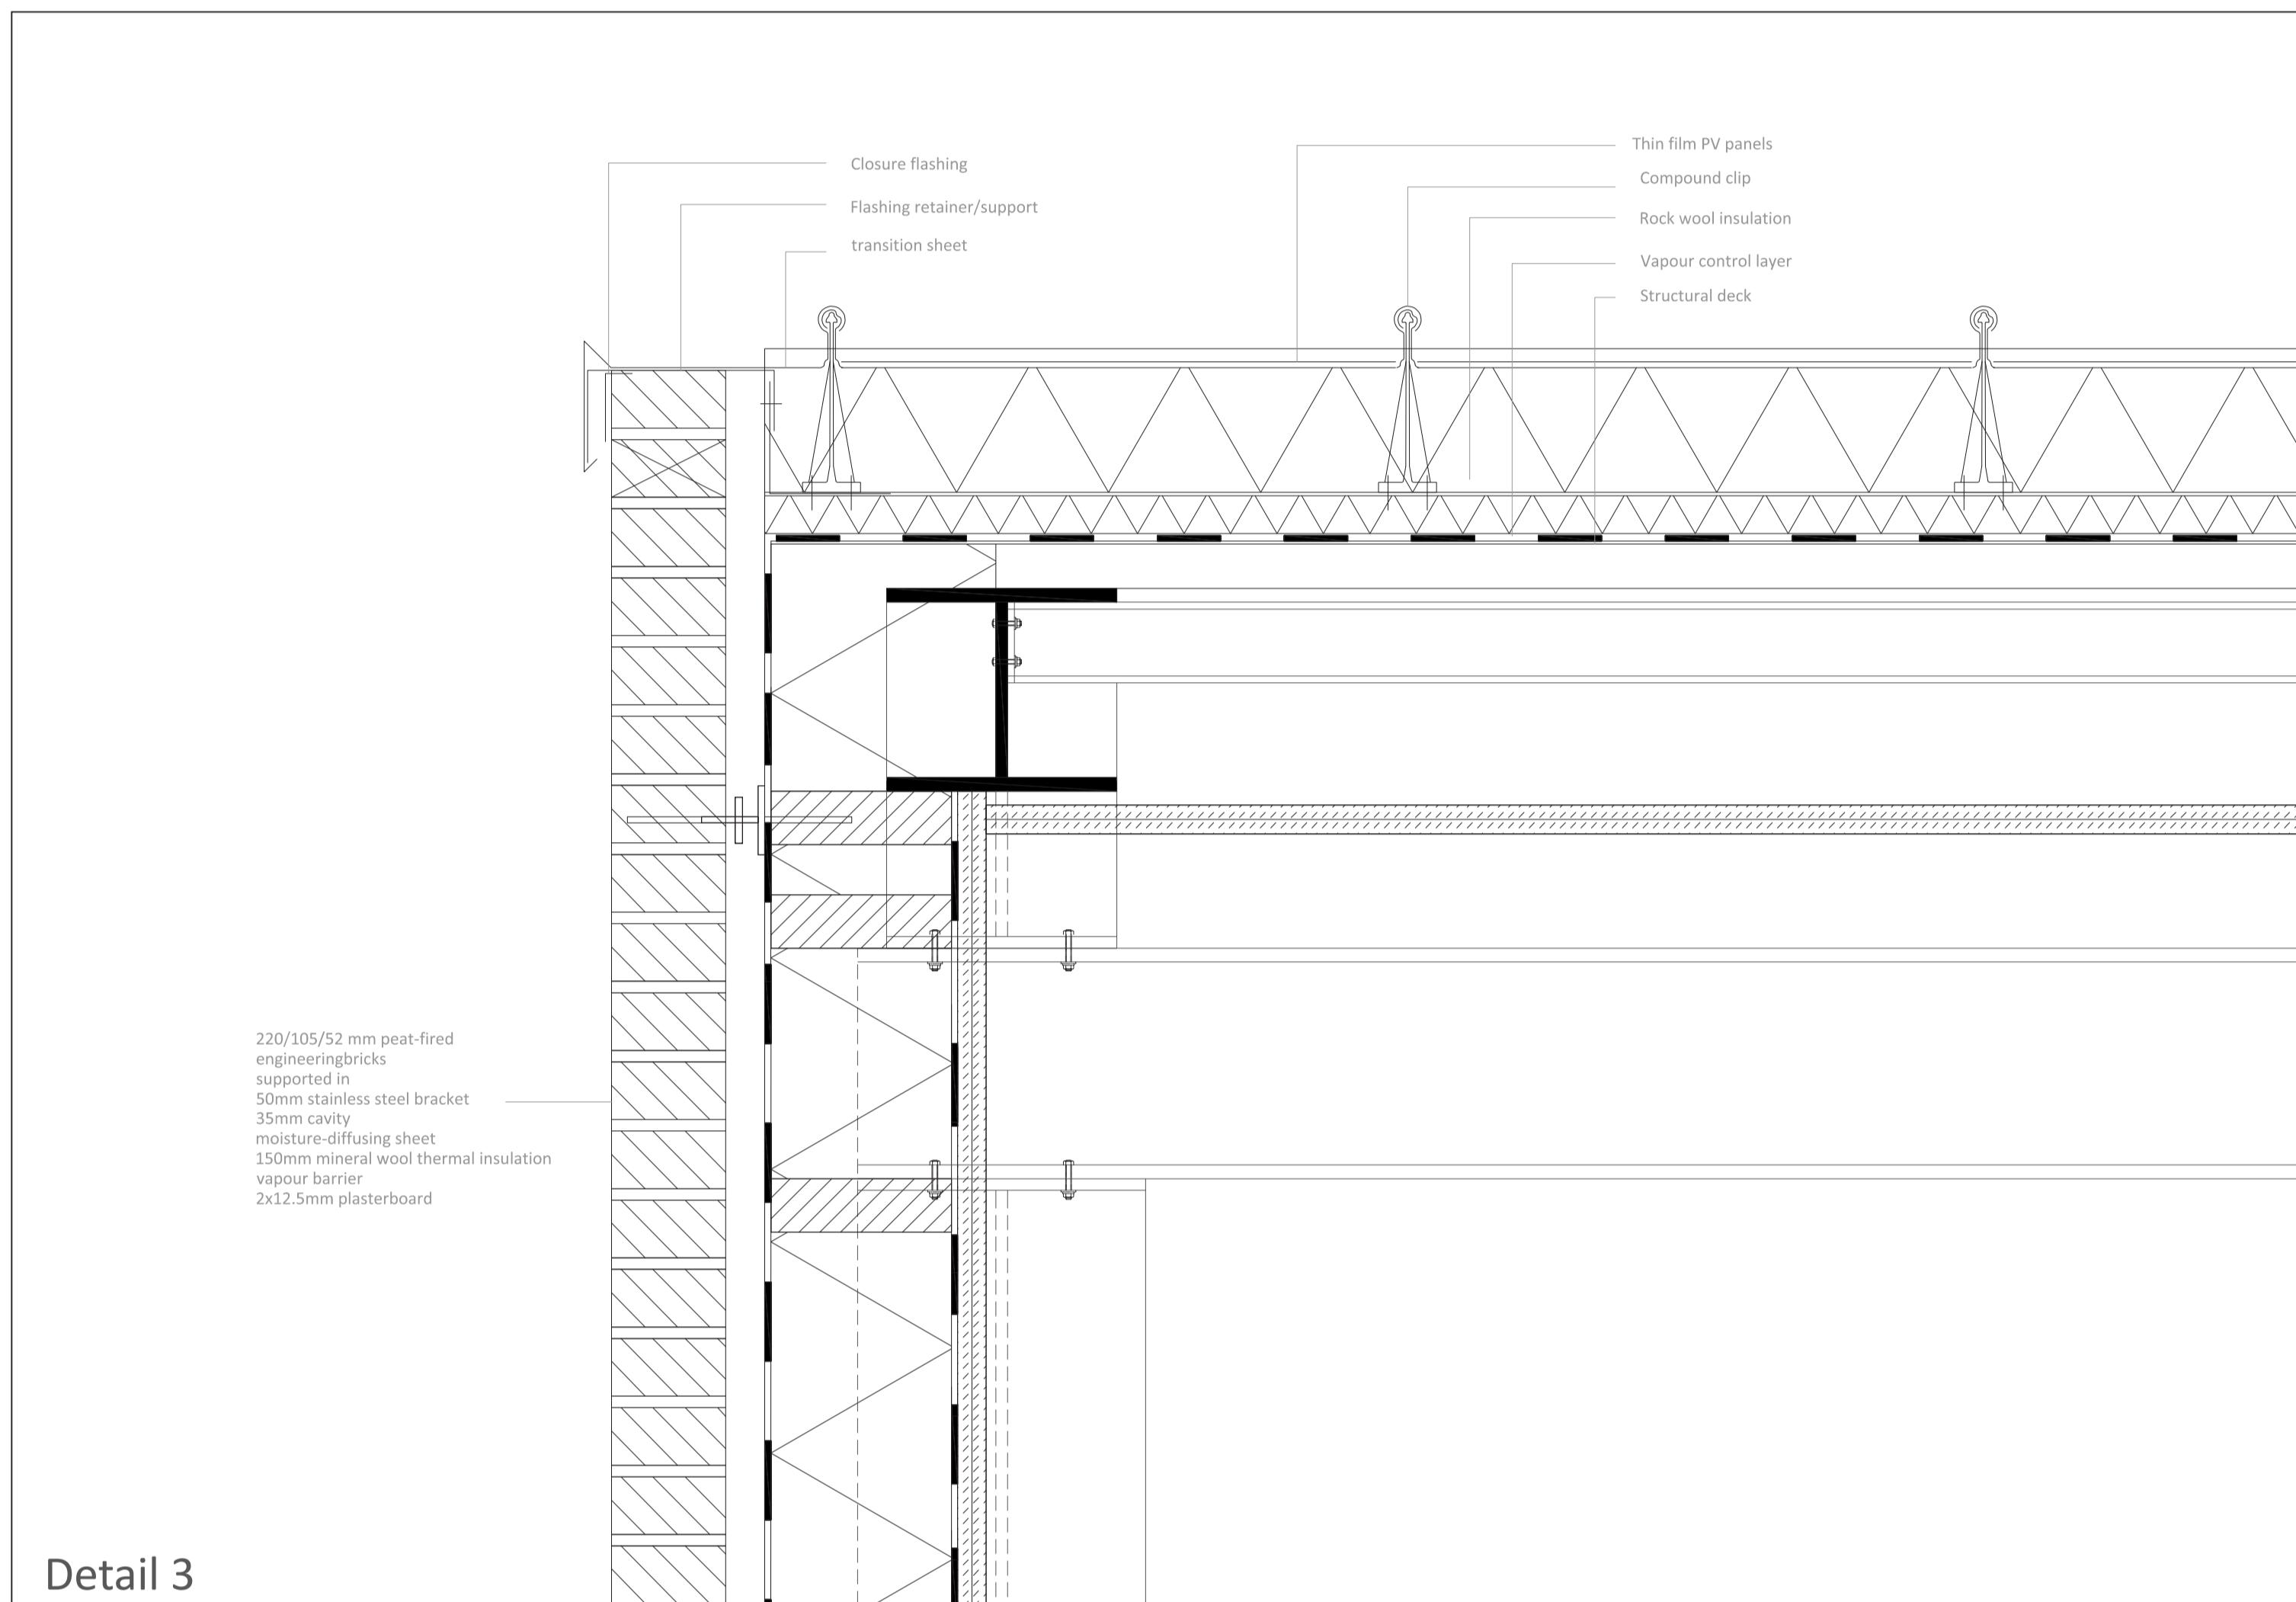 Closure flashing
Flashing retainer/support
transition sheet
Thin film PV panels
Compound clip
Rock wool insulation
Vapour control layer
Structural deck
220/105/52 mm peat-fired
engineeringbricks
supported in
50mm stainless steel bracket
35mm cavity
moisture-diffusing sheet
150mm mineral wool thermal insulation
vapour barrier
2x12.5mm plasterboard
Detail 3